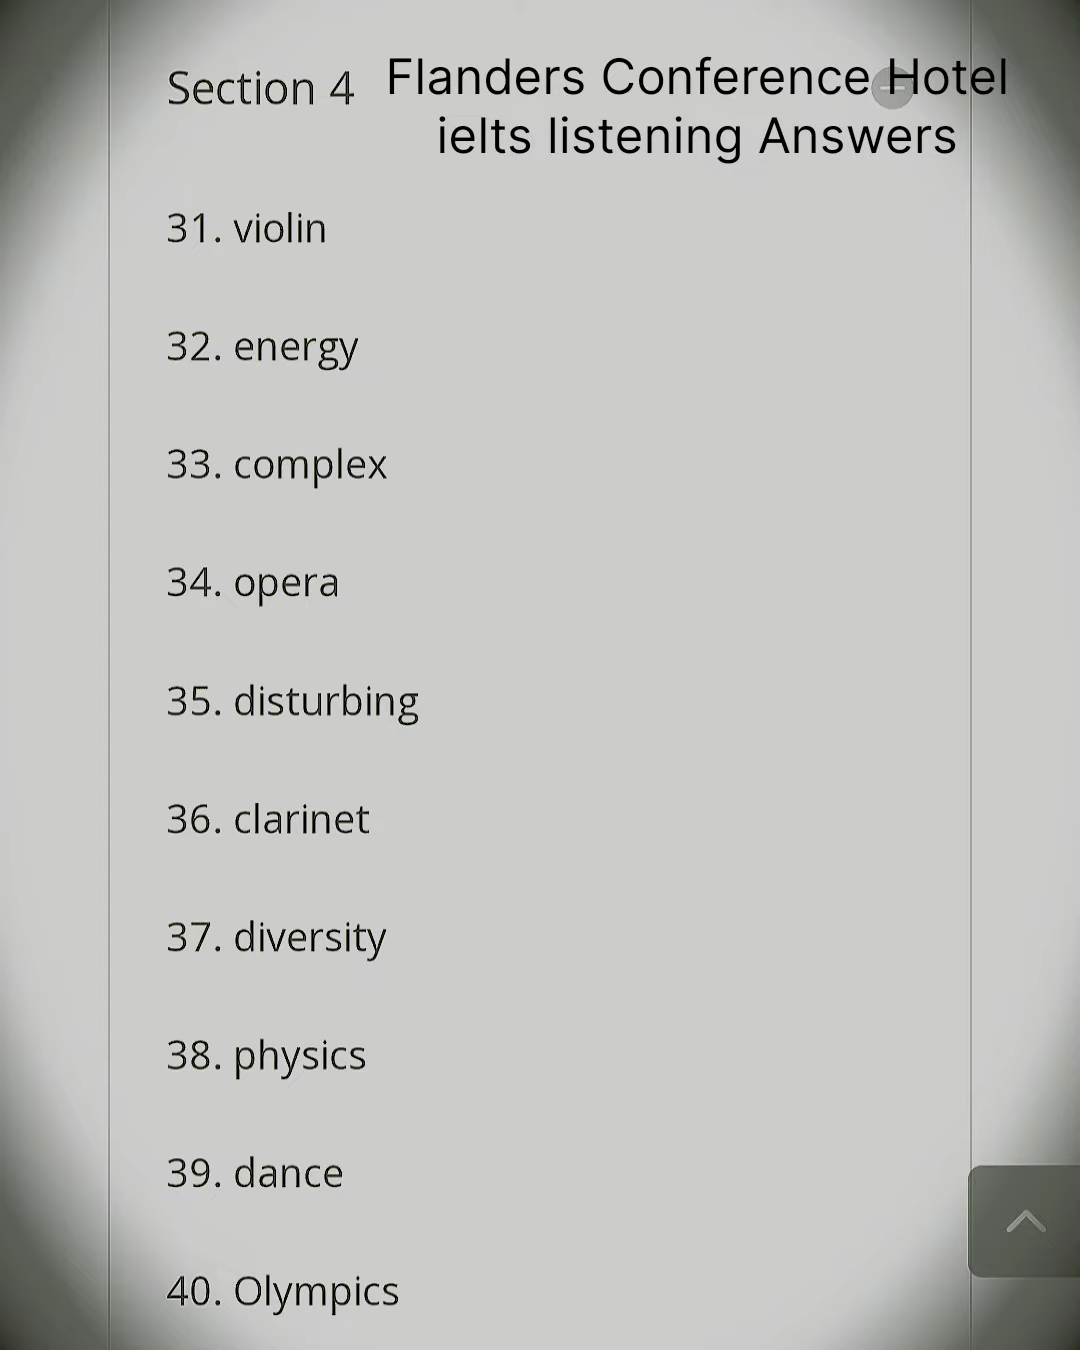 Section 4
Flanders Conference Hotel
ielts listening Answers
31. violin
32. energy
33. complex
34. opera
35. disturbing
36. clarinet
37. diversity
38. physics
39. dance
40. Olympics